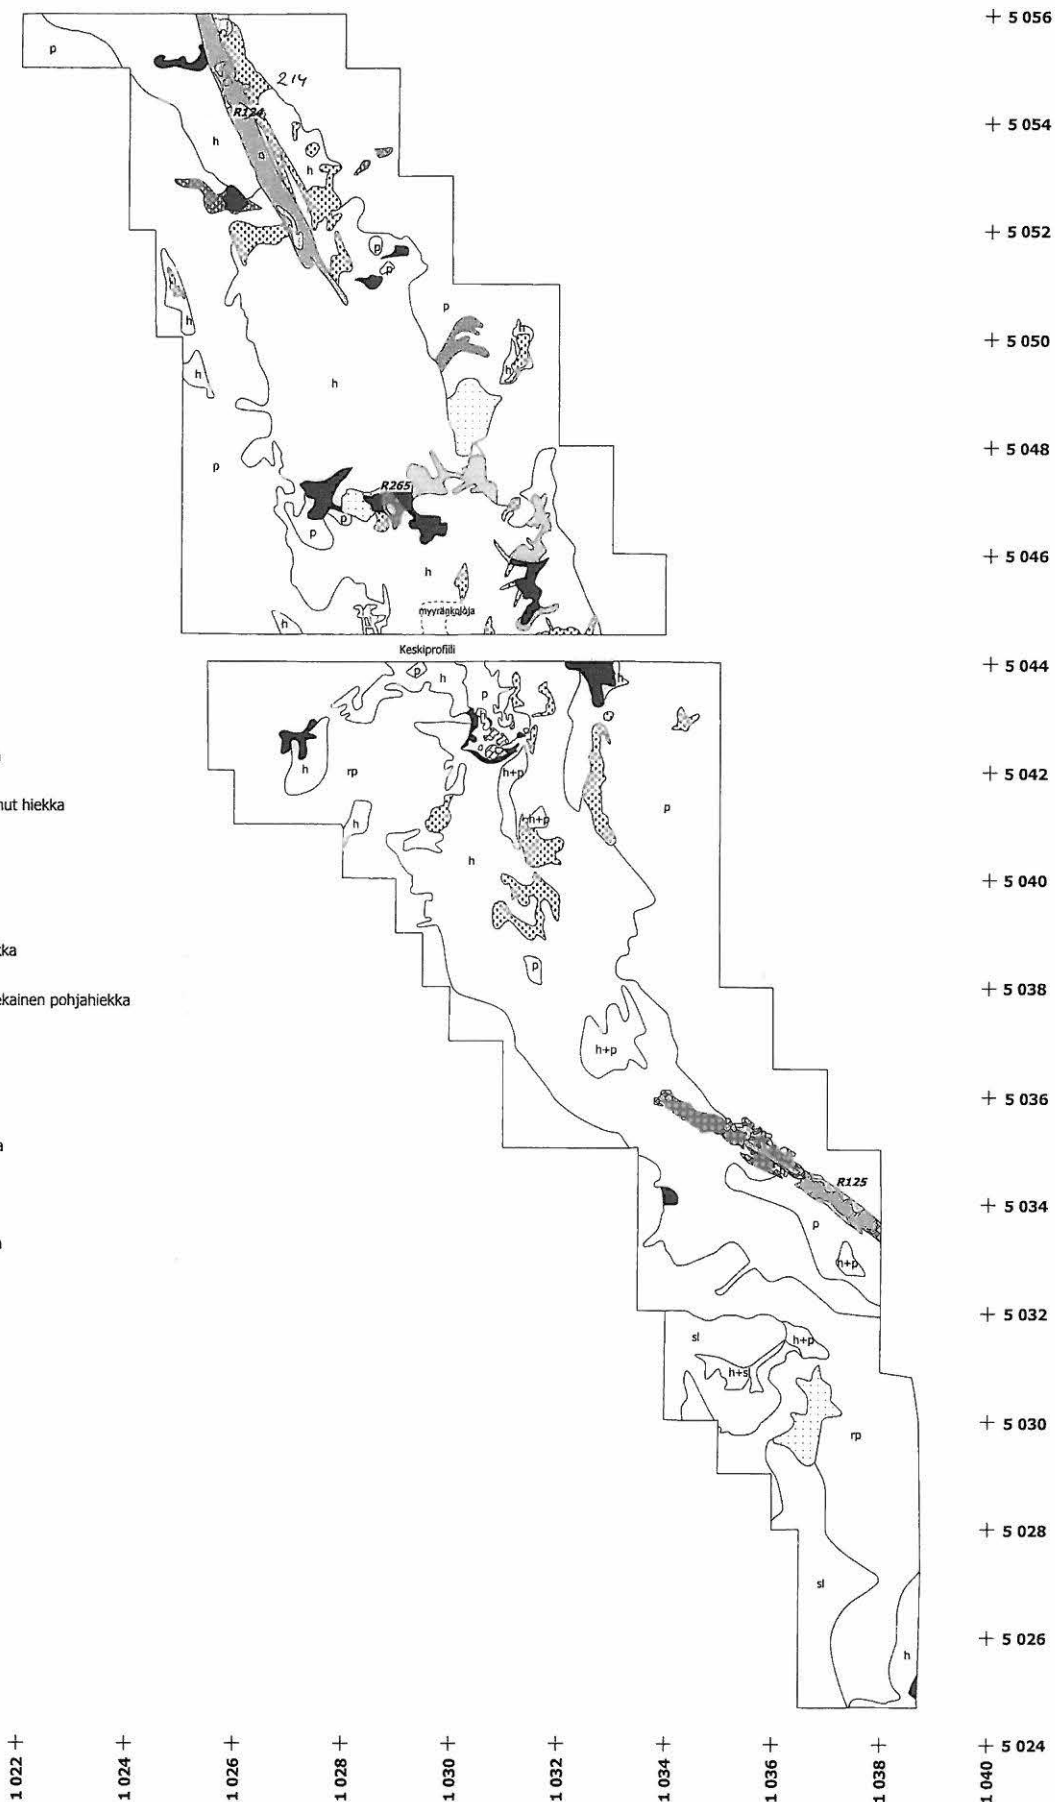 + 5 056
p
214
R124
+ 5 054
h
h
+ 5 052
p
p
h
p
+ 5 050
h
h
h
h
p
+ 5 048
R265
p
p
+ 5 046
h
myyränkoloja
h
Keskiprofiili
+ 5 044
p
h
p
h
h
rp
h+p
+ 5 042
nut hiekka
p
h
h+p
h
+ 5 040
kka
p
+ 5 038
ekainen pohjahiekka
h+p
+ 5 036
R125
+ 5 034
p
h+p
+ 5 032
sl
h+p
h+sl
+ 5 030
rp
+ 5 028
sl
+ 5 026
h
+ 5 024
1 022
1 024
1 026
1 028
1 030
1 032
1 034
1 036
1 038
1 040